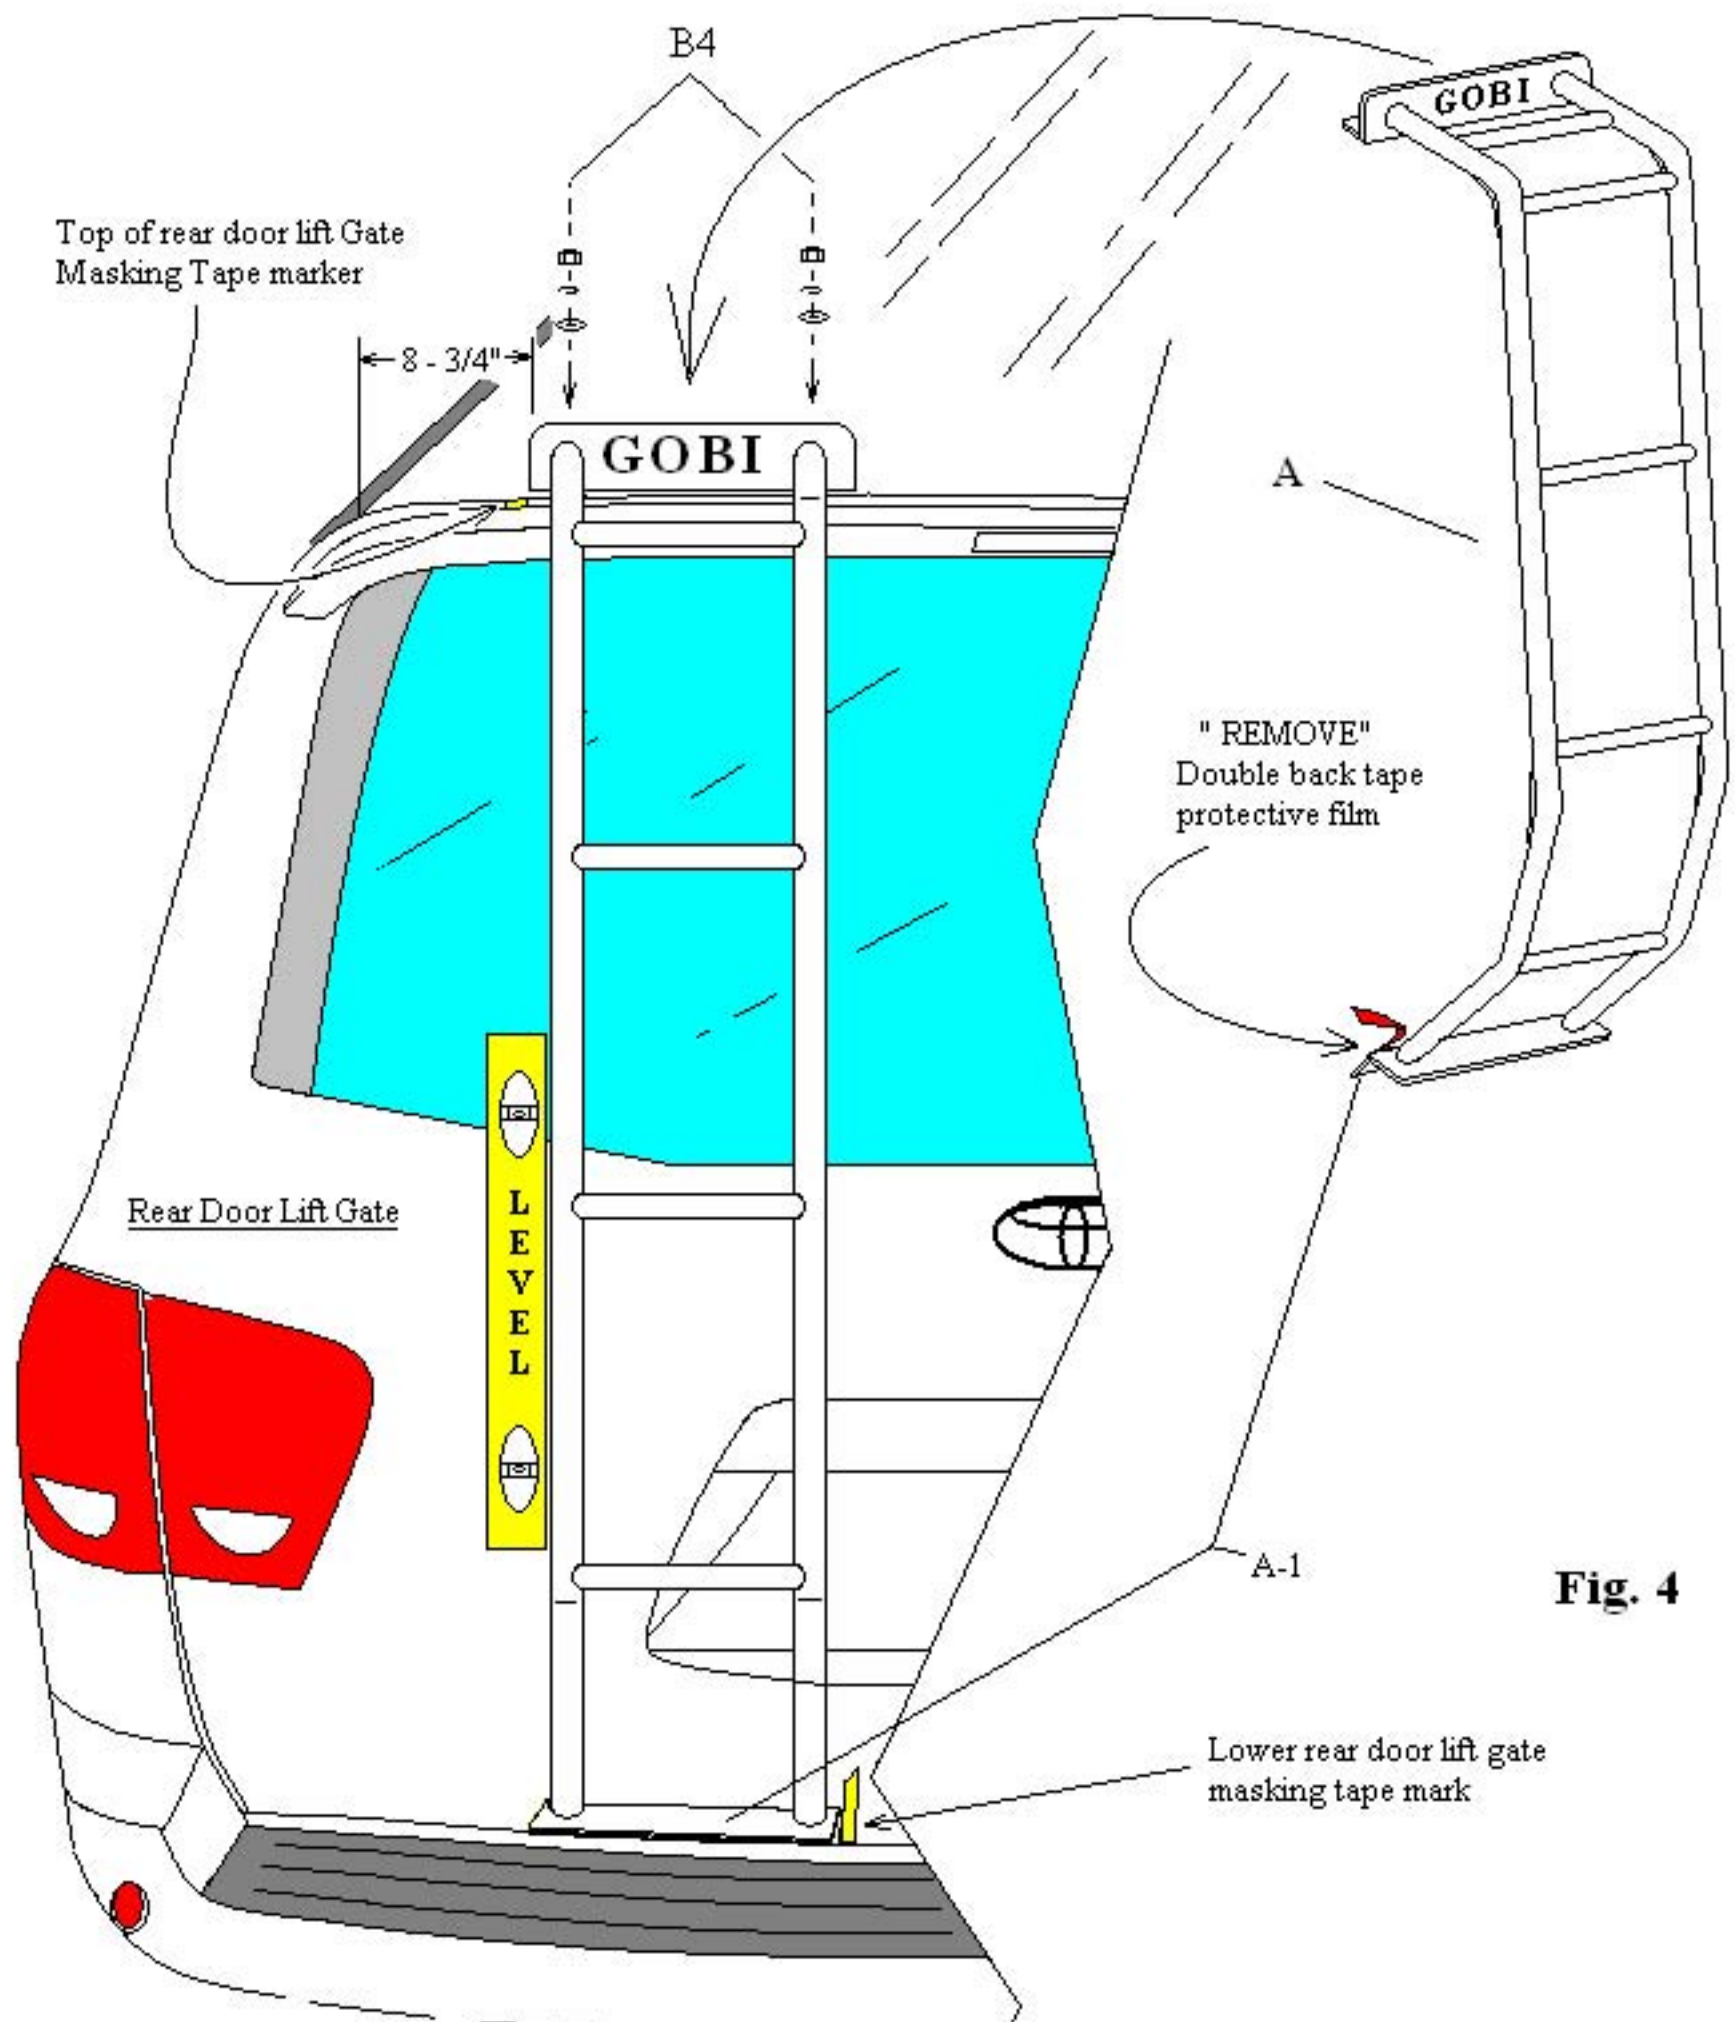 B4
GOBI
Top of rear door lift Gate
Masking Tape marker
8 - 3/4"
GOBI
A
" REMOVE"
Double back tape
protective film
Rear Door Lift Gate
L
E
V
E
L
A-1
Fig. 4
Lower rear door lift gate
masking tape mark